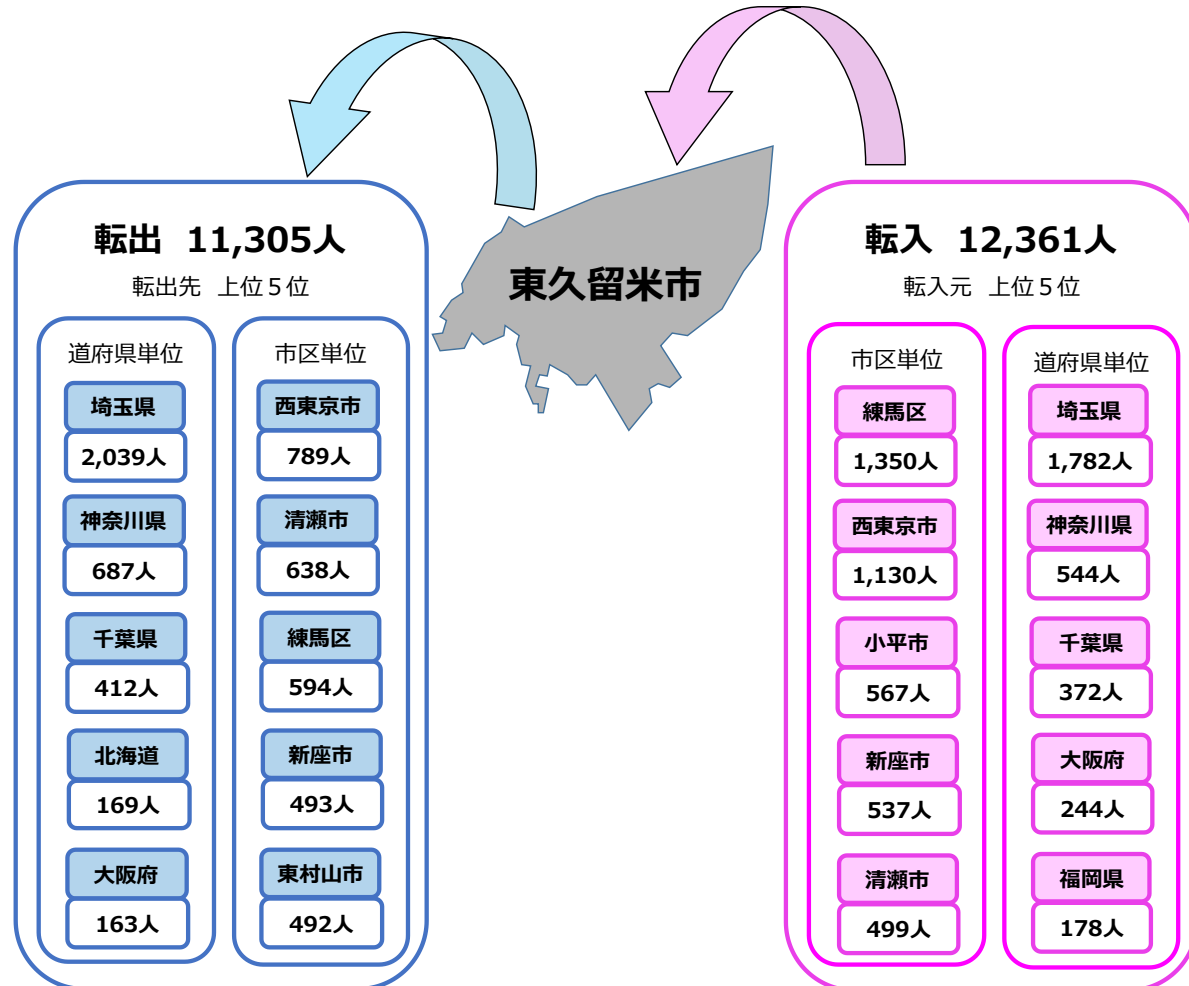 転出 11,305人
転出先 上位５位
道府県単位
埼玉県
2,039人
神奈川県
687人
千葉県
412人
北海道
169人
大阪府
163人
市区単位
西東京市
789人
清瀬市
638人
練馬区
594人
新座市
493人
東村山市
492人
東久留米市
転入 12,361人
転入元 上位５位
市区単位
練馬区
1,350人
西東京市
1,130人
小平市
567人
新座市
537人
清瀬市
499人
道府県単位
埼玉県
1,782人
神奈川県
544人
千葉県
372人
大阪府
244人
福岡県
178人